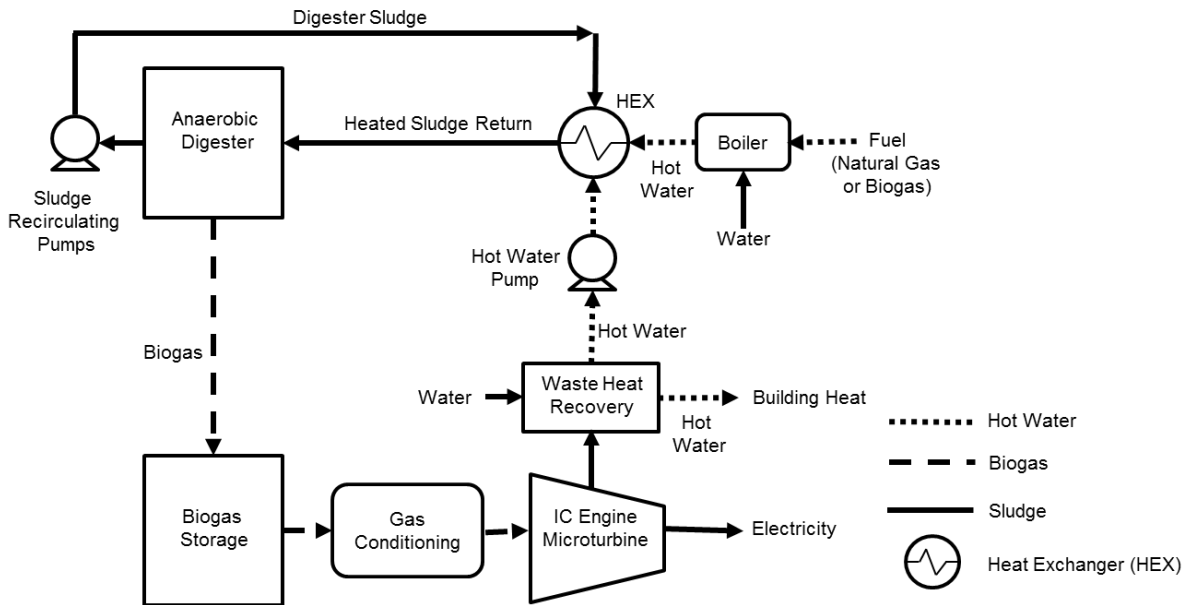 Digester Sludge
HEX
Anaerobic
Digester
Heated Sludge Return
Boiler
Fuel
(Natural Gas
or Biogas)
Hot
Water
Sludge
Recirculating
Pumps
Water
Hot Water
Pump
Hot Water
Biogas
Water
Waste Heat
Recovery
Building Heat
Hot
Water
Hot Water
Biogas
Sludge
Heat Exchanger (HEX)
Biogas
Storage
Gas
Conditioning
IC Engine
Microturbine
Electricity